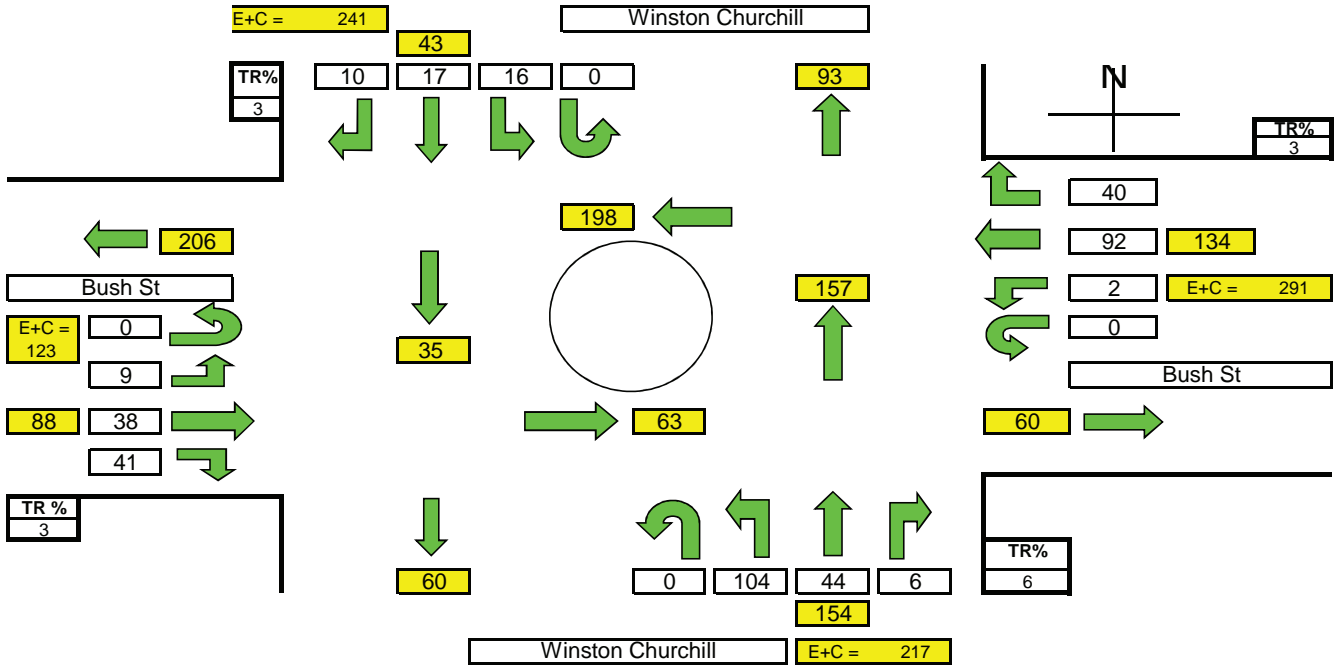 E+C = 241
Winston Churchill
43
TR%
3
10 17 16 0
93
N
TR%
3
40
198
206
92 134
Bush St
157
2 E+C = 291
E+C =
123
0
0
35
9
Bush St
88 38
63
60
41
TR %
3
TR%
6
60
0 104 44 6
154
Winston Churchill
E+C = 217